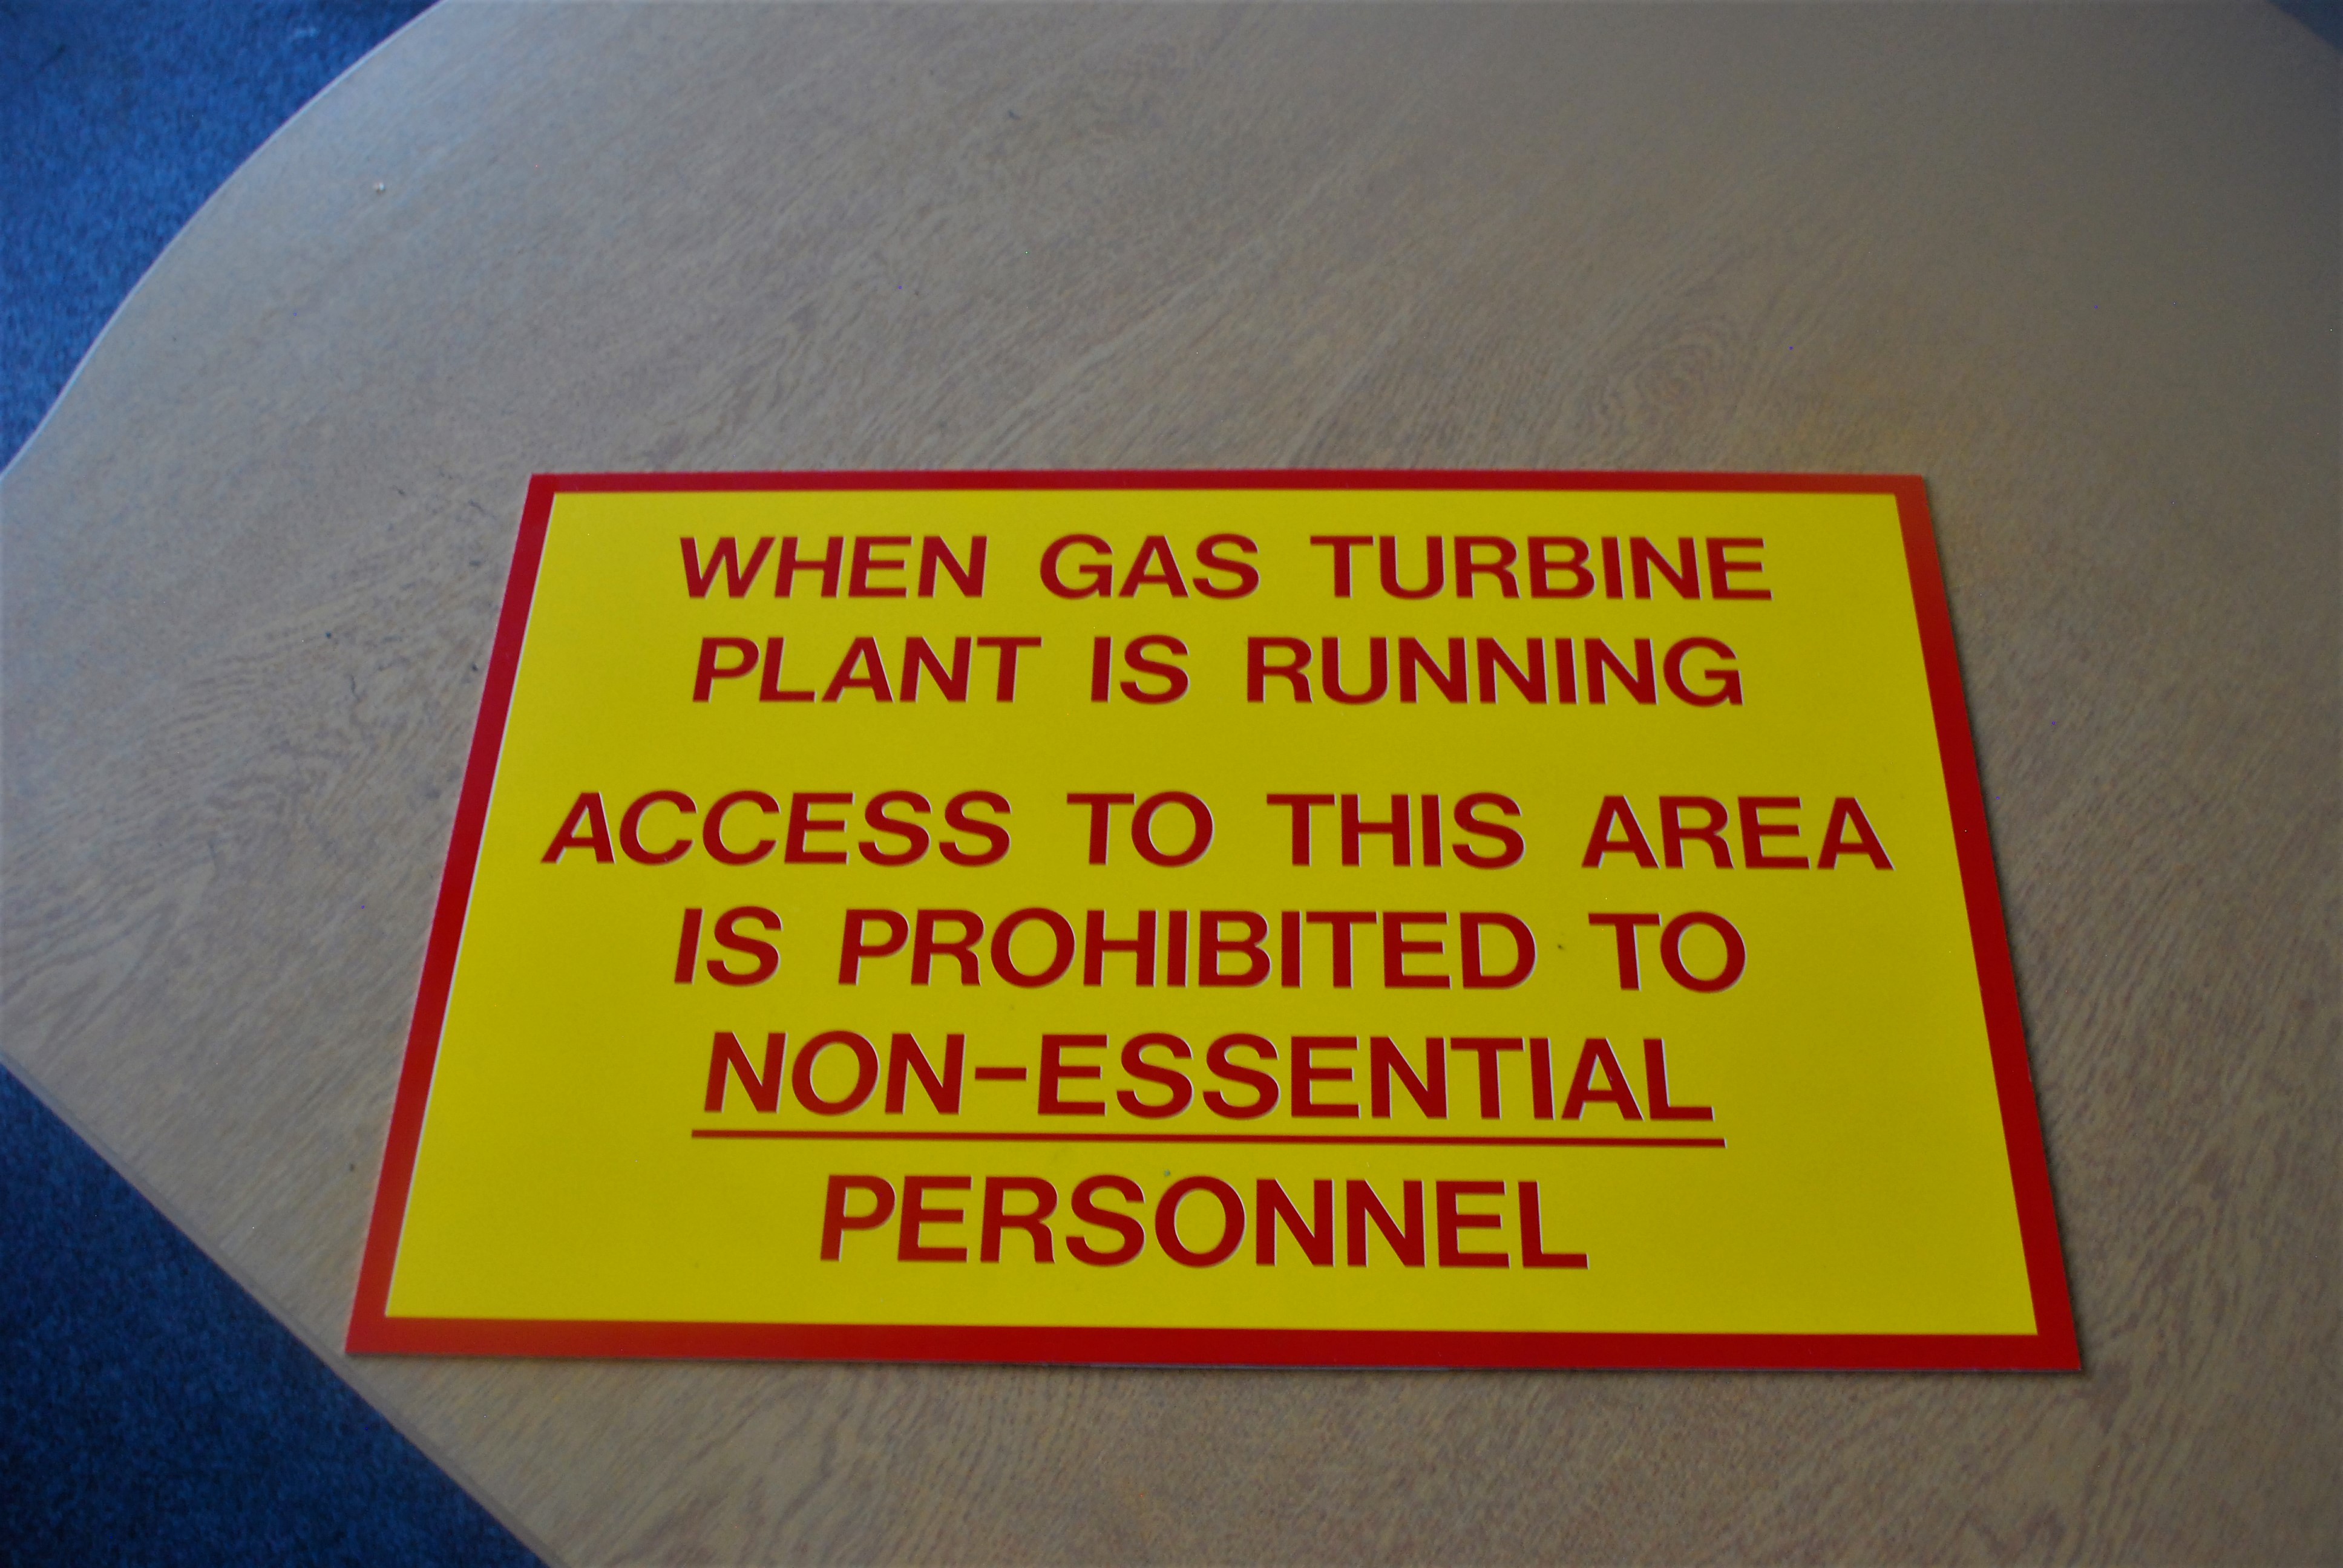 WHEN GAS TURBINE
PLANT IS RUNNING
ACCESS TO THIS AREA
IS PROHIBITED TO
NON-ESSENTIAL
PERSONNEL